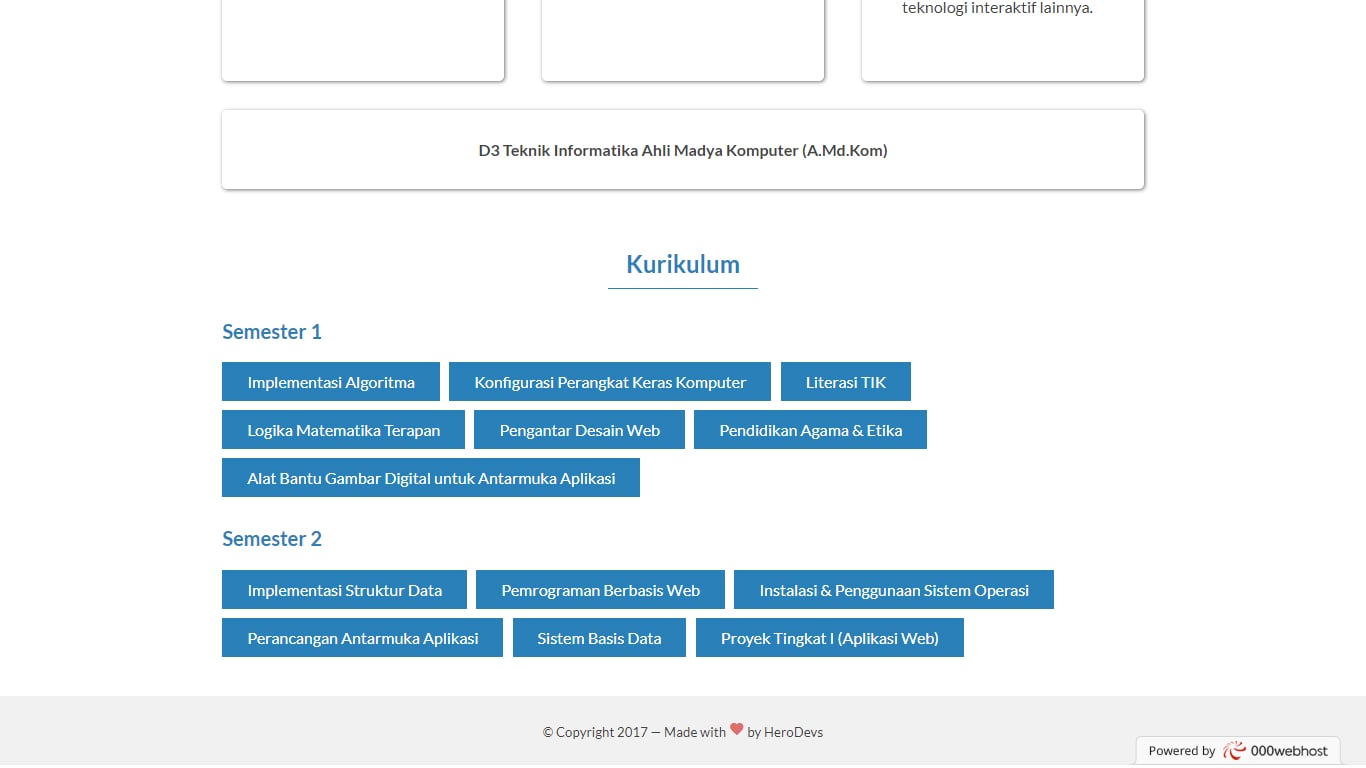 teknologi interaktif lainnya.
D3 Teknik Informatika Ahli Madya Komputer (A.Md.Kom)
Kurikulum
Semester 1
Implementasi Algoritma
Konfigurasi Perangkat Keras Komputer
Literasi TIK
Logika Matematika Terapan
Pengantar Desain Web
Pendidikan Agama & Etika
Alat Bantu Gambar Digital untuk Antarmuka Aplikasi
Semester 2
Implementasi Struktur Data
Pemrograman Berbasis Web
Instalasi & Penggunaan Sistem Operasi
Perancangan Antarmuka Aplikasi
Sistem Basis Data
Proyek Tingkat I (Aplikasi Web)
© Copyright 2017 — Made with ❤ by HeroDevs
Powered by 000webhost